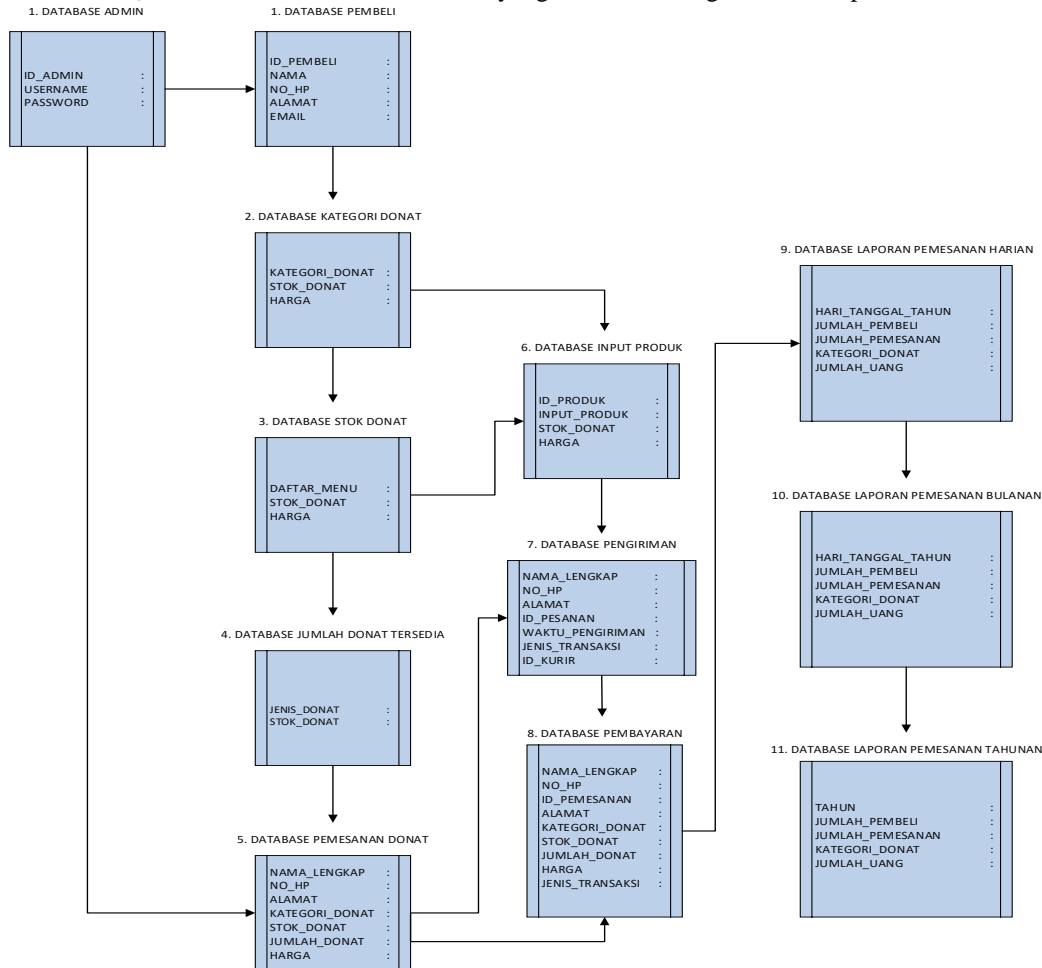 1. DATABASE ADMIN
ID_ADMIN :
USERNAME :
PASSWORD :
1. DATABASE PEMBELI
ID_PEMBELI :
NAMA :
NO_HP :
ALAMAT :
EMAIL :
2. DATABASE KATEGORI DONAT
KATEGORI_DONAT :
STOK_DONAT :
HARGA :
3. DATABASE STOK DONAT
DAFTAR_MENU :
STOK_DONAT :
HARGA :
4. DATABASE JUMLAH DONAT TERSEDIA
JENIS_DONAT :
STOK_DONAT :
5. DATABASE PEMESANAN DONAT
NAMA_LENGKAP :
NO_HP :
ALAMAT :
KATEGORI_DONAT :
STOK_DONAT :
JUMLAH_DONAT :
HARGA :
6. DATABASE INPUT PRODUK
ID_PRODUK :
INPUT_PRODUK :
STOK_DONAT :
HARGA :
7. DATABASE PENGIRIMAN
NAMA_LENGKAP :
NO_HP :
ALAMAT :
ID_PESANAN :
WAKTU_PENGIRIMAN :
JENIS_TRANSAKSI :
ID_KURIR :
8. DATABASE PEMBAYARAN
NAMA_LENGKAP :
NO_HP :
ID_PEMESANAN :
ALAMAT :
KATEGORI_DONAT :
STOK_DONAT :
JUMLAH_DONAT :
HARGA :
JENIS_TRANSAKSI :
9. DATABASE LAPORAN PEMESANAN HARIAN
HARI_TANGGAL_TAHUN :
JUMLAH_PEMBELI :
JUMLAH_PEMESANAN :
KATEGORI_DONAT :
JUMLAH_UANG :
10. DATABASE LAPORAN PEMESANAN BULANAN
HARI_TANGGAL_TAHUN :
JUMLAH_PEMBELI :
JUMLAH_PEMESANAN :
KATEGORI_DONAT :
JUMLAH_UANG :
11. DATABASE LAPORAN PEMESANAN TAHUNAN
TAHUN :
JUMLAH_PEMBELI :
JUMLAH_PEMESANAN :
KATEGORI_DONAT :
JUMLAH_UANG :